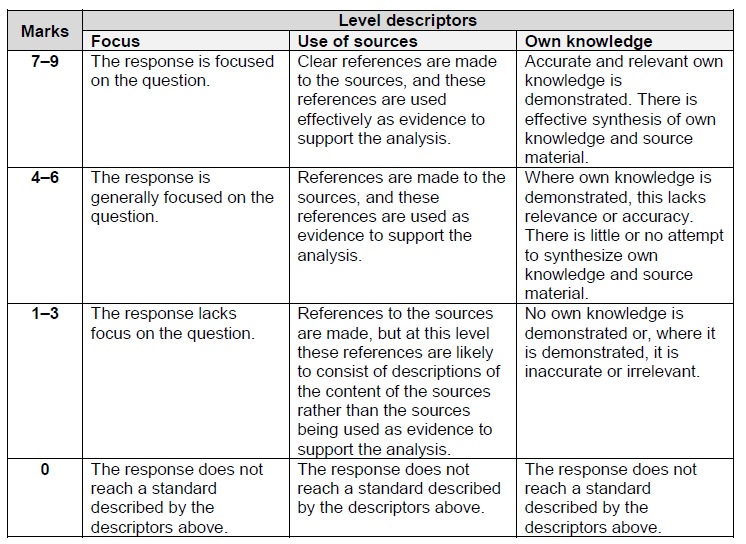 Marks
Level descriptors
Focus
Use of sources
Own knowledge
7–9
The response is focused
on the question.
Clear references are made
to the sources, and these
references are used
effectively as evidence to
support the analysis.
Accurate and relevant own
knowledge is
demonstrated. There is
effective synthesis of own
knowledge and source
material.
4–6
The response is
generally focused on the
question.
References are made to the
sources, and these
references are used as
evidence to support the
analysis.
Where own knowledge is
demonstrated, this lacks
relevance or accuracy.
There is little or no attempt
to synthesize own
knowledge and source
material.
1–3
The response lacks
focus on the question.
References to the sources
are made, but at this level
these references are likely
to consist of descriptions of
the content of the sources
rather than the sources
being used as evidence to
support the analysis.
No own knowledge is
demonstrated or, where it
is demonstrated, it is
inaccurate or irrelevant.
0
The response does not
reach a standard
described by the
descriptors above.
The response does not
reach a standard described
by the descriptors above.
The response does not
reach a standard
described by the
descriptors above.